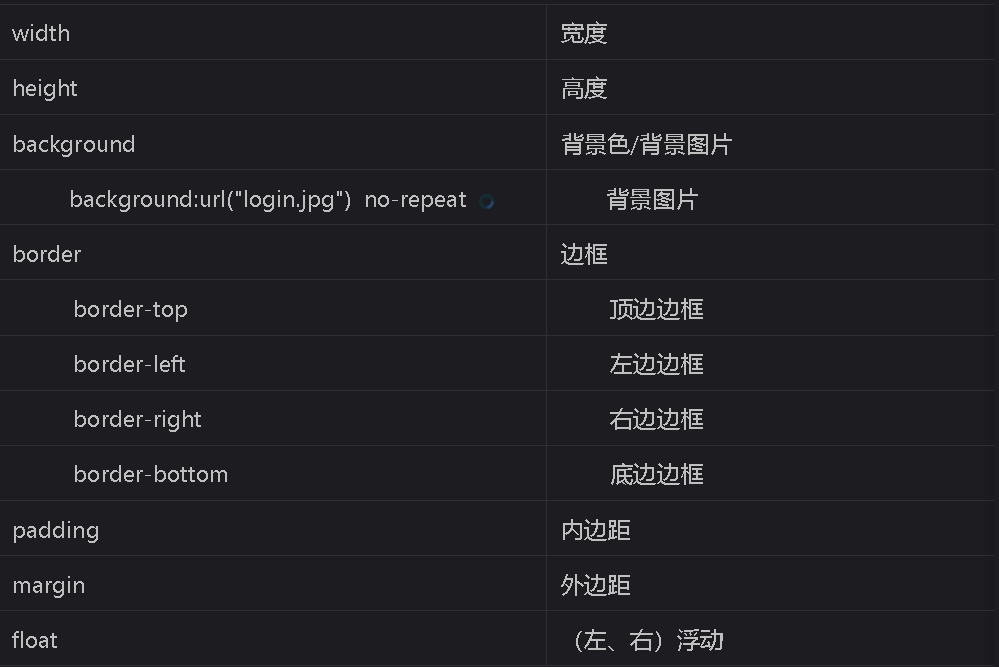 width 宽度
height 高度
background 背景色/背景图片
background:url("login.jpg") no-repeat 背景图片
border 边框
border-top 顶边边框
border-left 左边边框
border-right 右边边框
border-bottom 底边边框
padding 内边距
margin 外边距
float （左、右）浮动